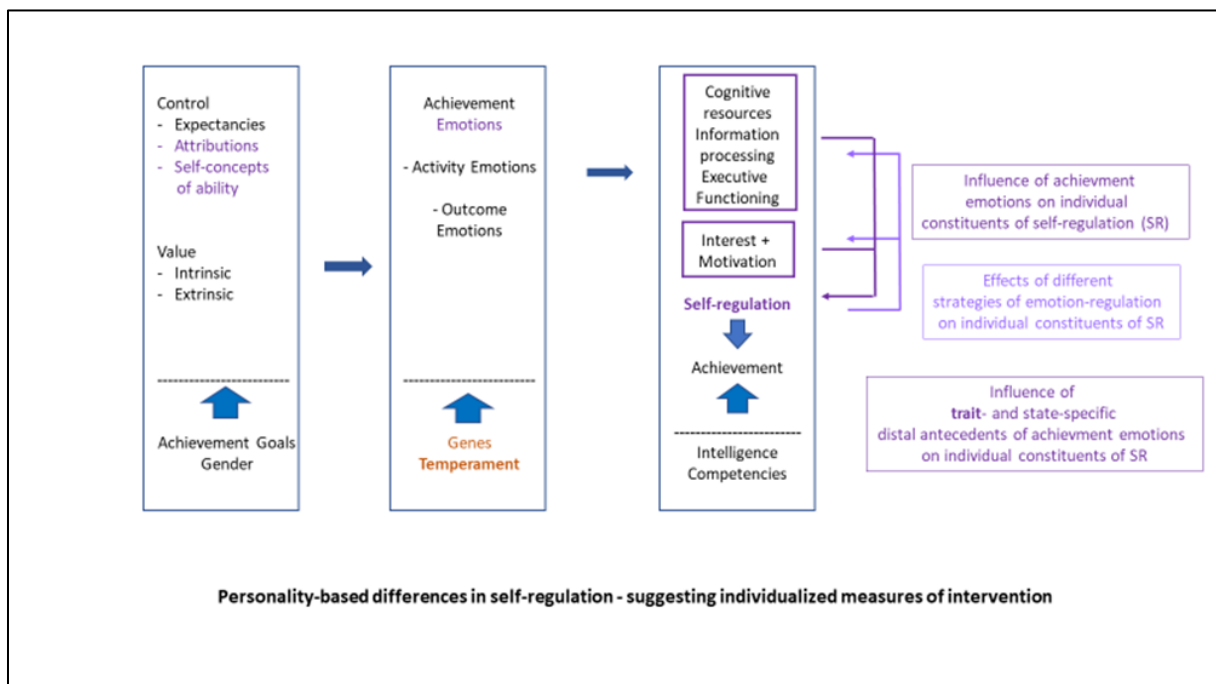 Control
- Expectancies
- Attributions
- Self-concepts
of ability
Value
- Intrinsic
- Extrinsic
Achievement Goals
Gender
Achievement
Emotions
- Activity Emotions
- Outcome
Emotions
Genes
Temperament
Cognitive
resources
Information
processing
Executive
Functioning
Interest +
Motivation
Self-regulation
Achievement
Intelligence
Competencies
Influence of achievment
emotions on individual
constituents of self-regulation (SR)
Effects of different
strategies of emotion-regulation
on individual constituents of SR
Influence of
trait- and state-specific
distal antecedents of achievment emotions
on individual constituents of SR
Personality-based differences in self-regulation - suggesting individualized measures of intervention